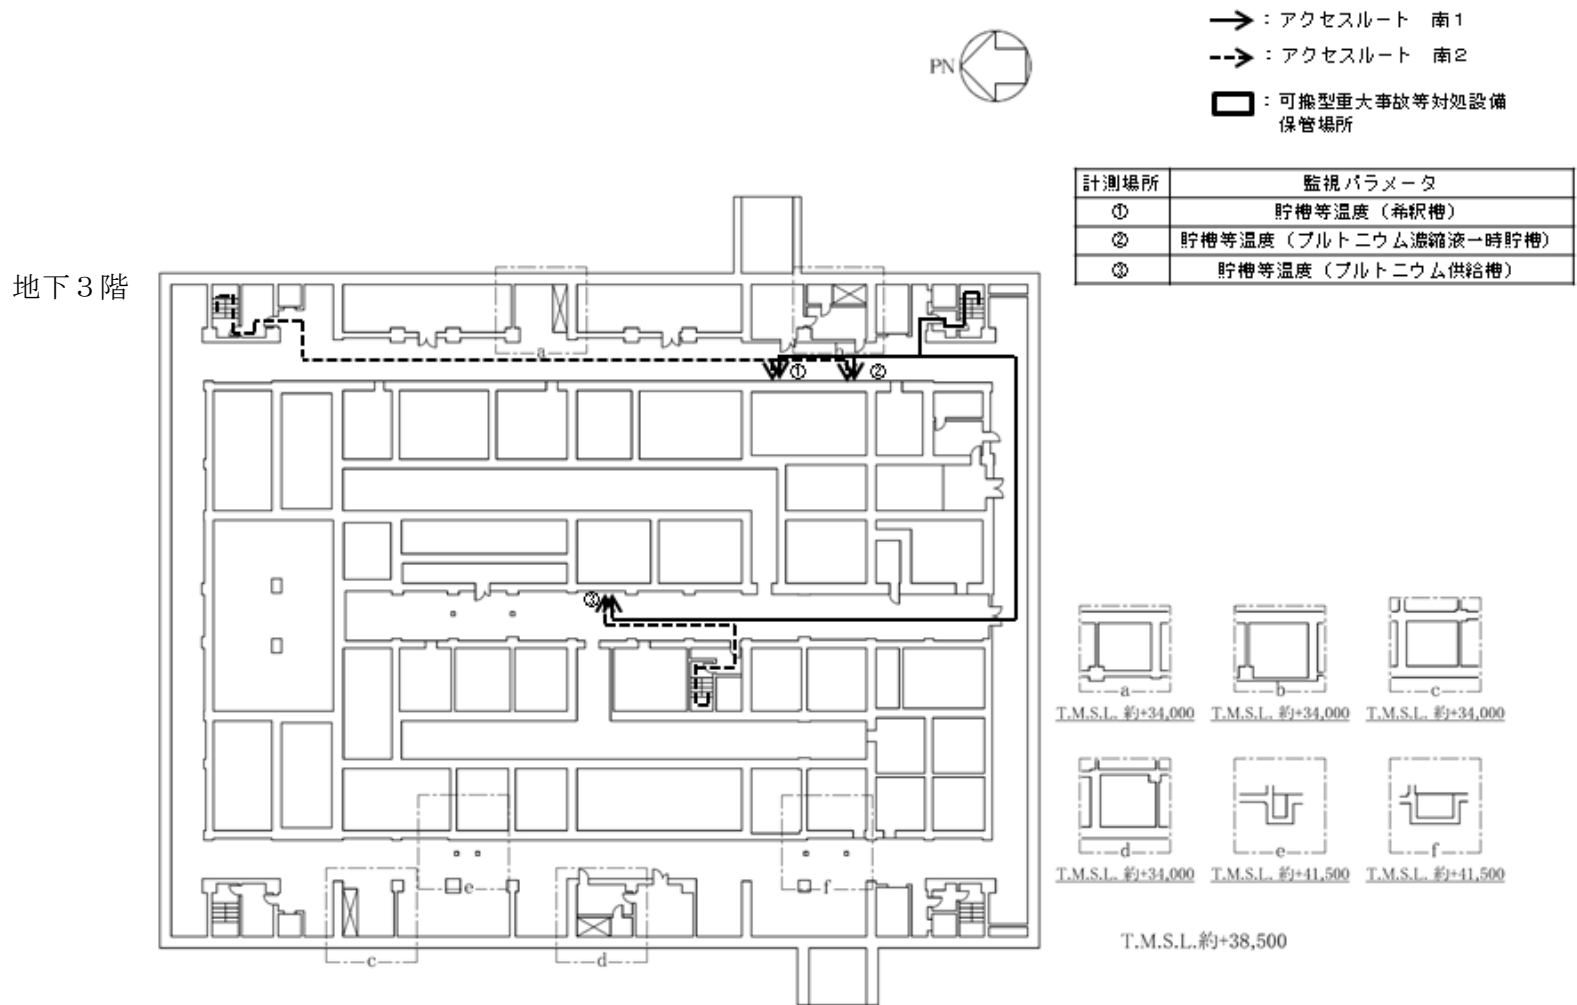 ：アクセスルート　南１
：アクセスルート　南２
：可搬型重大事故等対処設備
保管場所
PN
計測場所 監視パラメータ
① 貯槽等温度（希釈槽）
② 貯槽等温度（プルトニウム濃縮液一時貯槽）
③ 貯槽等温度（プルトニウム供給槽）
地下３階
a
b
①
②
③
e
f
c
d
a
b
c
T.M.S.L. 約+34,000
T.M.S.L. 約+34,000
T.M.S.L. 約+34,000
d
e
f
T.M.S.L. 約+34,000
T.M.S.L. 約+41,500
T.M.S.L. 約+41,500
T.M.S.L.約+38,500